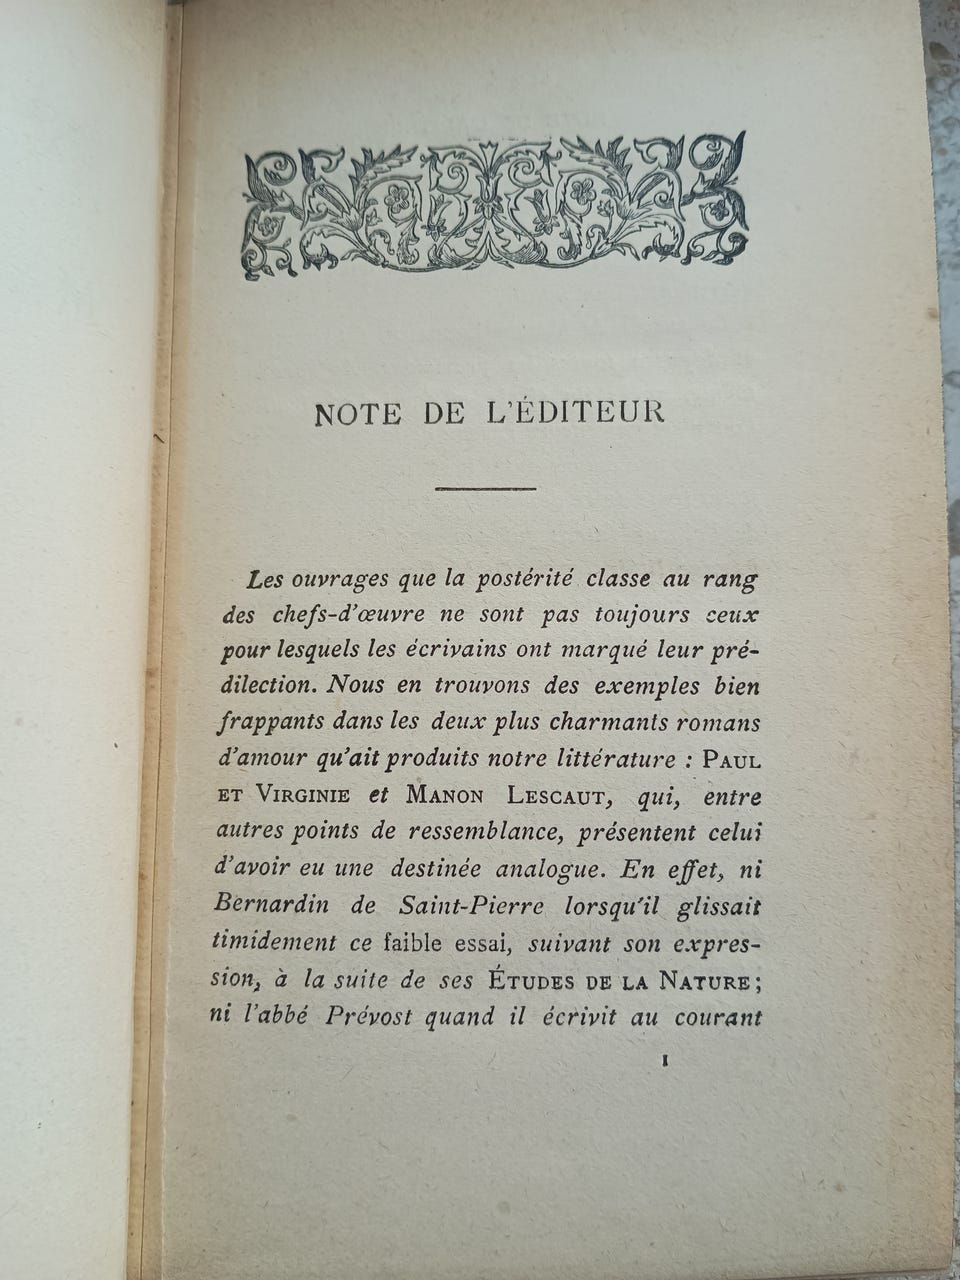 NOTE DE L'ÉDITEUR
Les ouvrages que la postérité classe au rang
des chefs-d'œuvre ne sont pas toujours ceux
pour lesquels les écrivains ont marqué leur pré-
dilection. Nous en trouvons des exemples bien
frappants dans les deux plus charmants romans
d'amour qu'ait produits notre littérature : PAUL
ET VIRGINIE et MANON LESCAUT, qui, entre
autres points de ressemblance, présentent celui
d'avoir eu une destinée analogue. En effet, ni
Bernardin de Saint-Pierre lorsqu'il glissait
timidement ce faible essai, suivant son expres-
sion, à la suite de ses ÉTUDES DE LA NATURE;
ni l'abbé Prévost quand il écrivit au courant
1